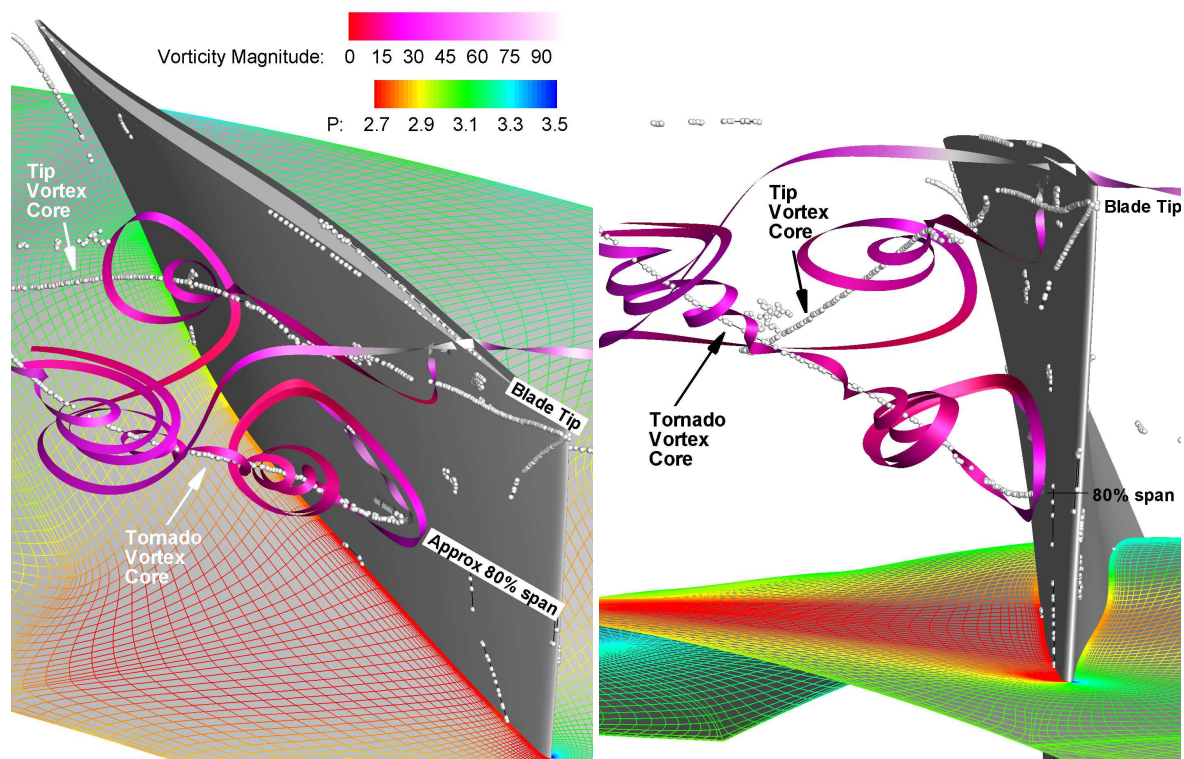 Vorticity Magnitude: 0 15 30 45 60 75 90
P: 2.7 2.9 3.1 3.3 3.5
Tip
Vortex
Core
Blade Tip
Tornado
Vortex
Core
Approx 80% span
Tip
Vortex
Core
Blade Tip
Tornado
Vortex
Core
80% span